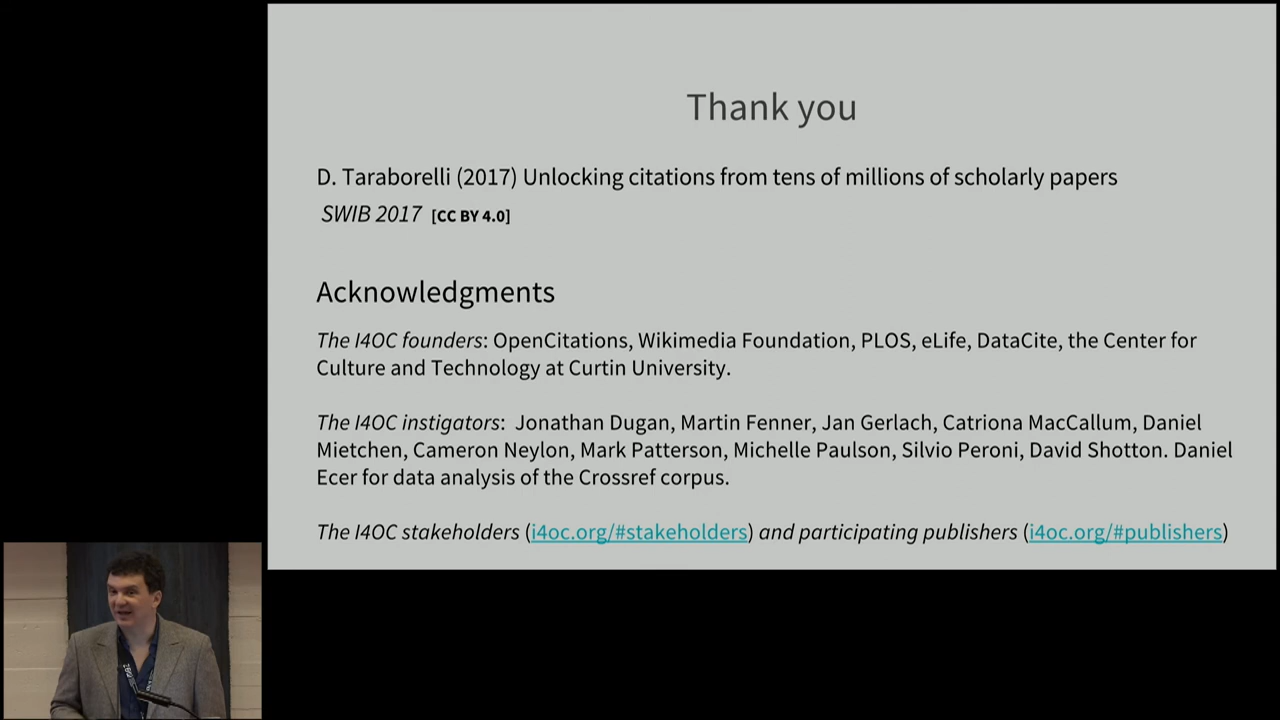 Thank you
D. Taraborelli (2017) Unlocking citations from tens of millions of scholarly papers
SWIB 2017 [CC BY 4.0]
Acknowledgments
The I4OC founders: OpenCitations, Wikimedia Foundation, PLOS, eLife, DataCite, the Center for
Culture and Technology at Curtin University.
The I4OC instigators: Jonathan Dugan, Martin Fenner, Jan Gerlach, Catriona MacCallum, Daniel
Mietchen, Cameron Neylon, Mark Patterson, Michelle Paulson, Silvio Peroni, David Shotton. Daniel
Ecer for data analysis of the Crossref corpus.
The I4OC stakeholders (i4oc.org/#stakeholders) and participating publishers (i4oc.org/#publishers)